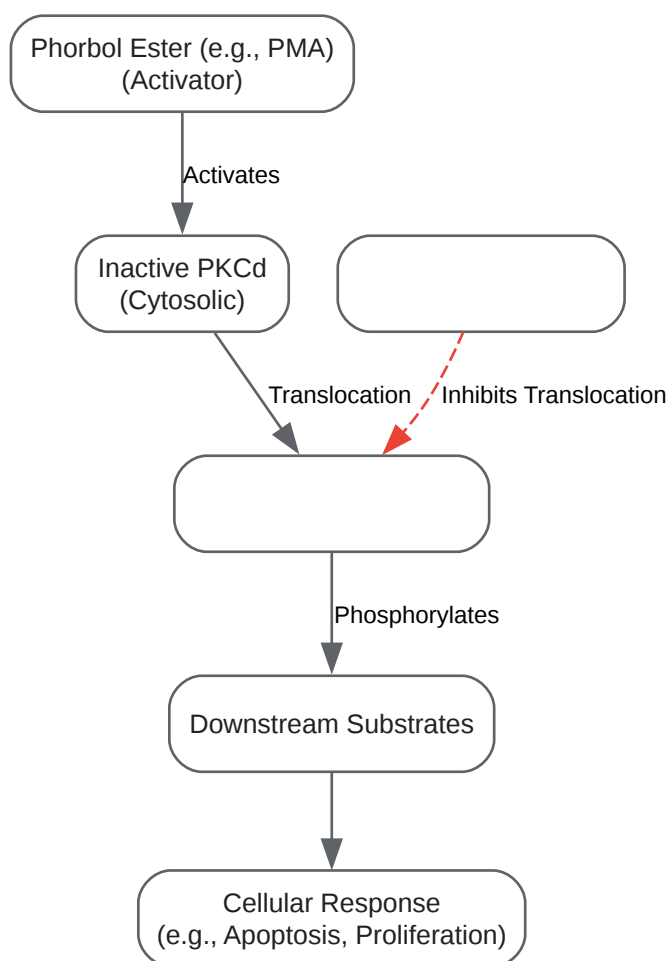 Phorbol Ester (e.g., PMA)
(Activator)
Activates
Inactive PKCd
(Cytosolic)
Translocation
Inhibits Translocation
Phosphorylates
Downstream Substrates
Cellular Response
(e.g., Apoptosis, Proliferation)